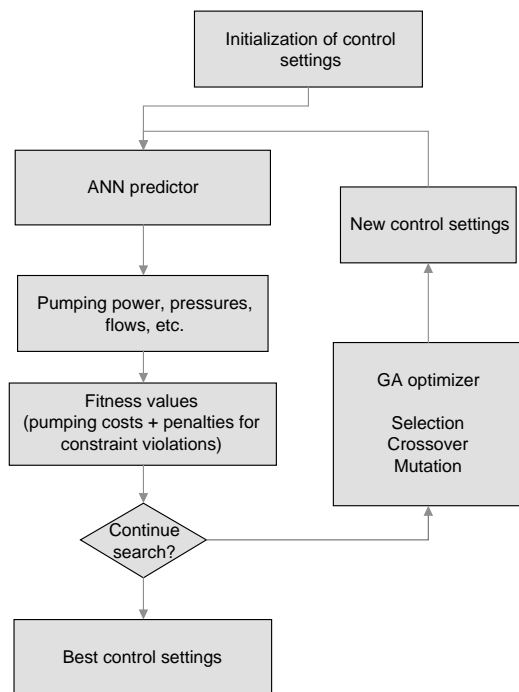 Initialization of control
settings
ANN predictor
New control settings
Pumping power, pressures,
flows, etc.
GA optimizer
Selection
Crossover
Mutation
Fitness values
(pumping costs + penalties for
constraint violations)
Continue
search?
Best control settings